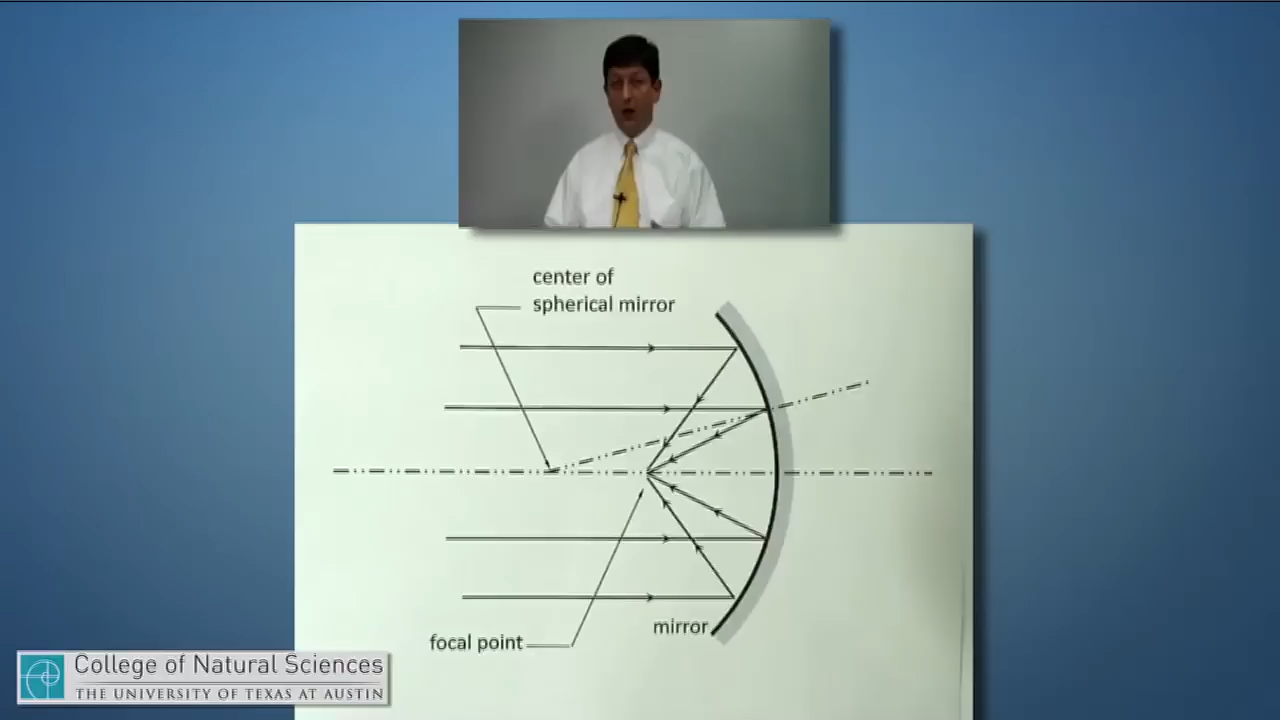 center of
spherical mirror
mirror
focal point
College of Natural Sciences
THE UNIVERSITY OF TEXAS AT AUSTIN